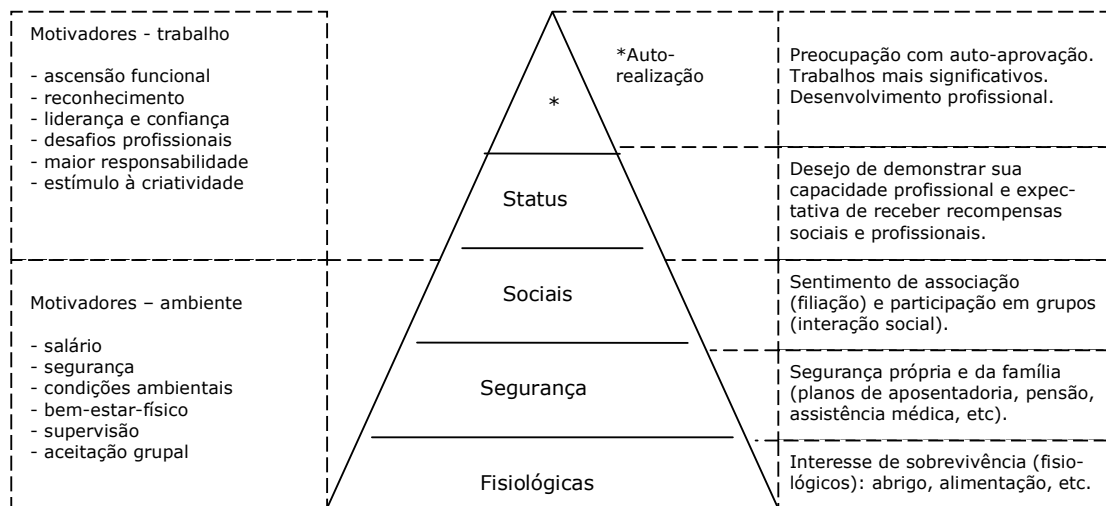 Motivadores - trabalho
- ascensão funcional
- reconhecimento
- liderança e confiança
- desafios profissionais
- maior responsabilidade
- estímulo à criatividade
Motivadores – ambiente
- salário
- segurança
- condições ambientais
- bem-estar-físico
- supervisão
- aceitação grupal
*
Status
Sociais
Segurança
Fisiológicas
*Auto-
realização
Preocupação com auto-aprovação.
Trabalhos mais significativos.
Desenvolvimento profissional.
Desejo de demonstrar sua
capacidade profissional e expec-
tativa de receber recompensas
sociais e profissionais.
Sentimento de associação
(filiação) e participação em grupos
(interação social).
Segurança própria e da família
(planos de aposentadoria, pensão,
assistência médica, etc).
Interesse de sobrevivência (fisio-
lógicos): abrigo, alimentação, etc.